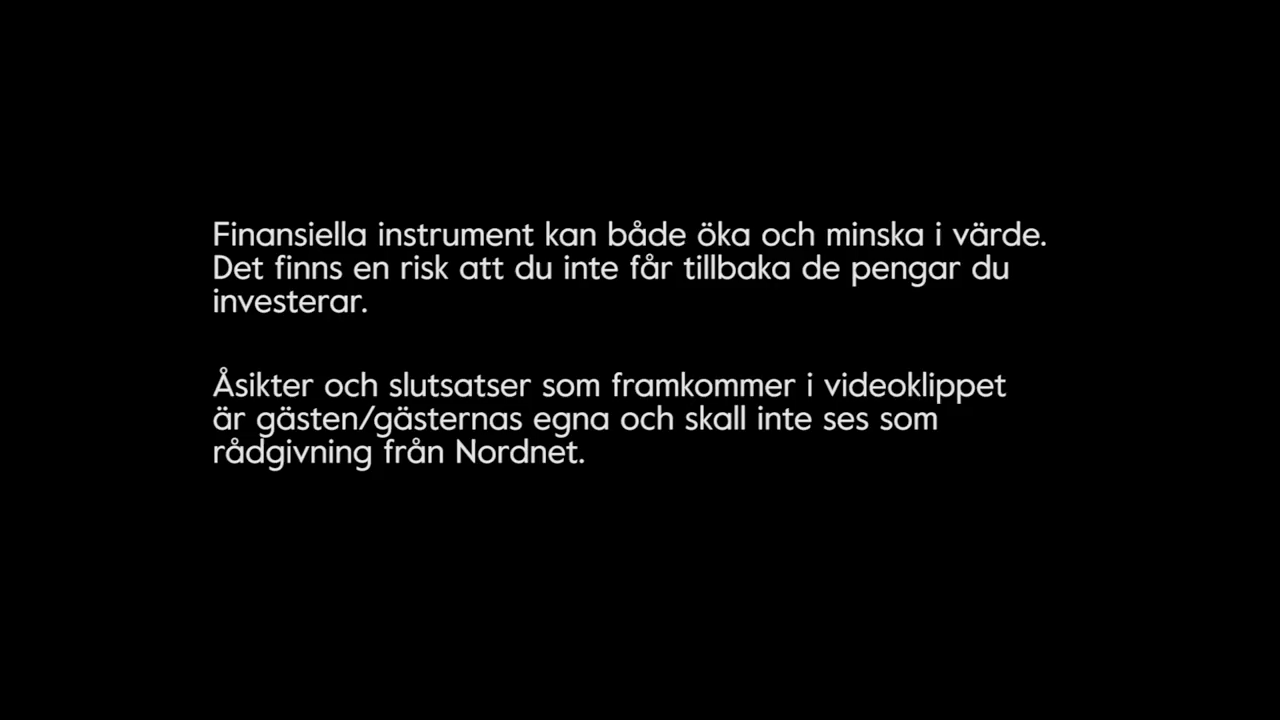 Finansiella instrument kan både öka och minska i värde.
Det finns en risk att du inte får tillbaka de pengar du
investerar.
Åsikter och slutsatser som framkommer i videoklippet
är gästen/gästernas egna och skall inte ses som
rådgivning från Nordnet.